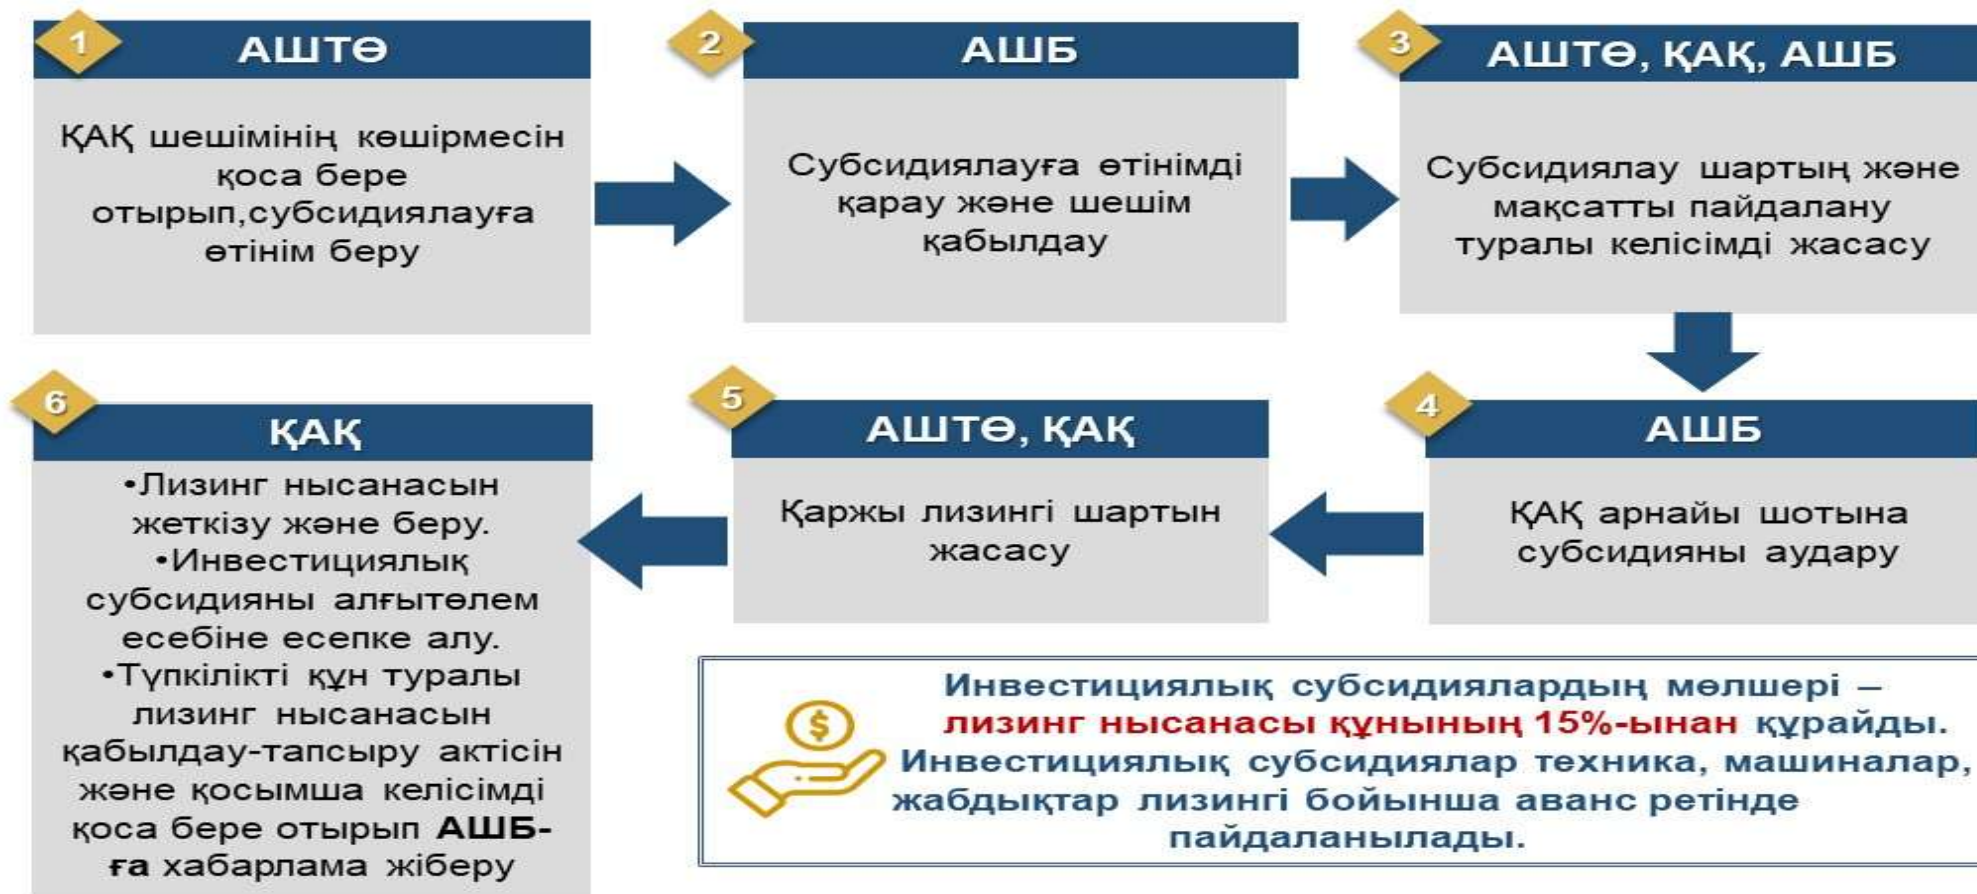 1
АШТӨ
ҚАҚ шешімінің көшірмесін
қоса бере
отырып,субсидиялауға
өтінім беру
2
АШБ
Субсидиялауға өтінімді
қарау және шешім
қабылдау
3
АШТӨ, ҚАҚ, АШБ
Субсидиялау шартың және
мақсатты пайдалану
туралы келісімді жасасу
4
АШБ
ҚАҚ арнайы шотына
субсидияны аудару
5
АШТӨ, ҚАҚ
Қаржы лизингі шартын
жасасу
6
ҚАҚ
•Лизинг нысанасын
жеткізу және беру.
•Инвестициялық
субсидияны алғытөлем
есебіне есепке алу.
•Түпкілікті құн туралы
лизинг нысанасын
қабылдау-тапсыру актісін
және қосымша келісімді
қоса бере отырып АШБ-
ға хабарлама жіберу
$
Инвестициялық субсидиялардың мөлшері –
лизинг нысанасы құнының 15%-ынан құрайды.
Инвестициялық субсидиялар техника, машиналар,
жабдықтар лизингі бойынша аванс ретінде
пайдаланылады.